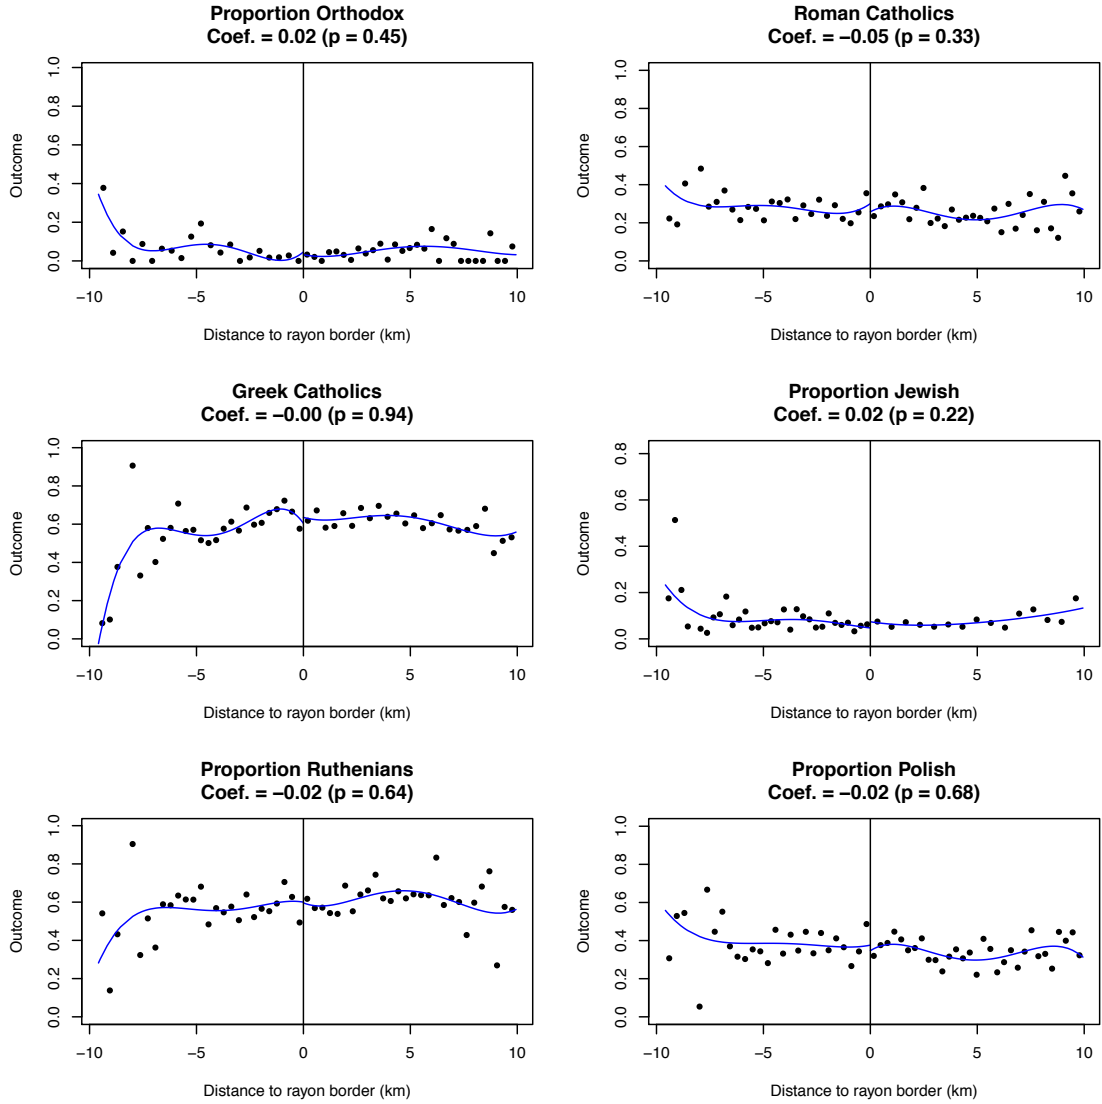 Proportion Orthodox
Coef. = 0.02 (p = 0.45)
Outcome
0.0 0.2 0.4 0.6 0.8 1.0
−10 −5 0 5 10
Distance to rayon border (km)
Roman Catholics
Coef. = −0.05 (p = 0.33)
Outcome
0.0 0.2 0.4 0.6 0.8 1.0
−10 −5 0 5 10
Distance to rayon border (km)
Greek Catholics
Coef. = −0.00 (p = 0.94)
Outcome
0.0 0.2 0.4 0.6 0.8 1.0
−10 −5 0 5 10
Distance to rayon border (km)
Proportion Jewish
Coef. = 0.02 (p = 0.22)
Outcome
0.0 0.2 0.4 0.6 0.8
−10 −5 0 5 10
Distance to rayon border (km)
Proportion Ruthenians
Coef. = −0.02 (p = 0.64)
Outcome
0.0 0.2 0.4 0.6 0.8 1.0
−10 −5 0 5 10
Distance to rayon border (km)
Proportion Polish
Coef. = −0.02 (p = 0.68)
Outcome
0.0 0.2 0.4 0.6 0.8 1.0
−10 −5 0 5 10
Distance to rayon border (km)